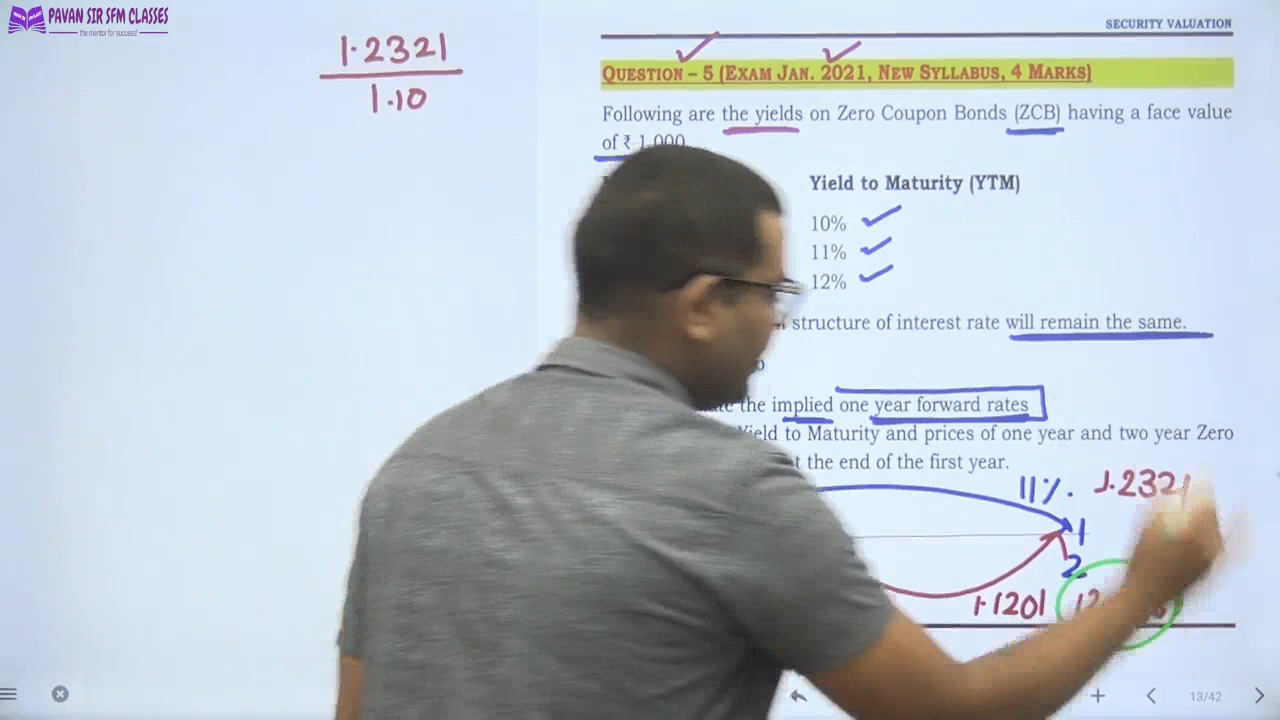 PAVAN SIR SFM CLASSES
the mentor for success!
1.2321
1.10
SECURITY VALUATION
QUESTION – 5 (EXAM JAN. 2021, NEW SYLLABUS, 4 MARKS)
Following are the yields on Zero Coupon Bonds (ZCB) having a face value
of ₹ 1,000
Yield to Maturity (YTM)
10%
11%
12%
structure of interest rate will remain the same.
the implied one year forward rates
Yield to Maturity and prices of one year and two year Zero
the end of the first year.
11%. 1.2321
1
2
1.1201
13/42